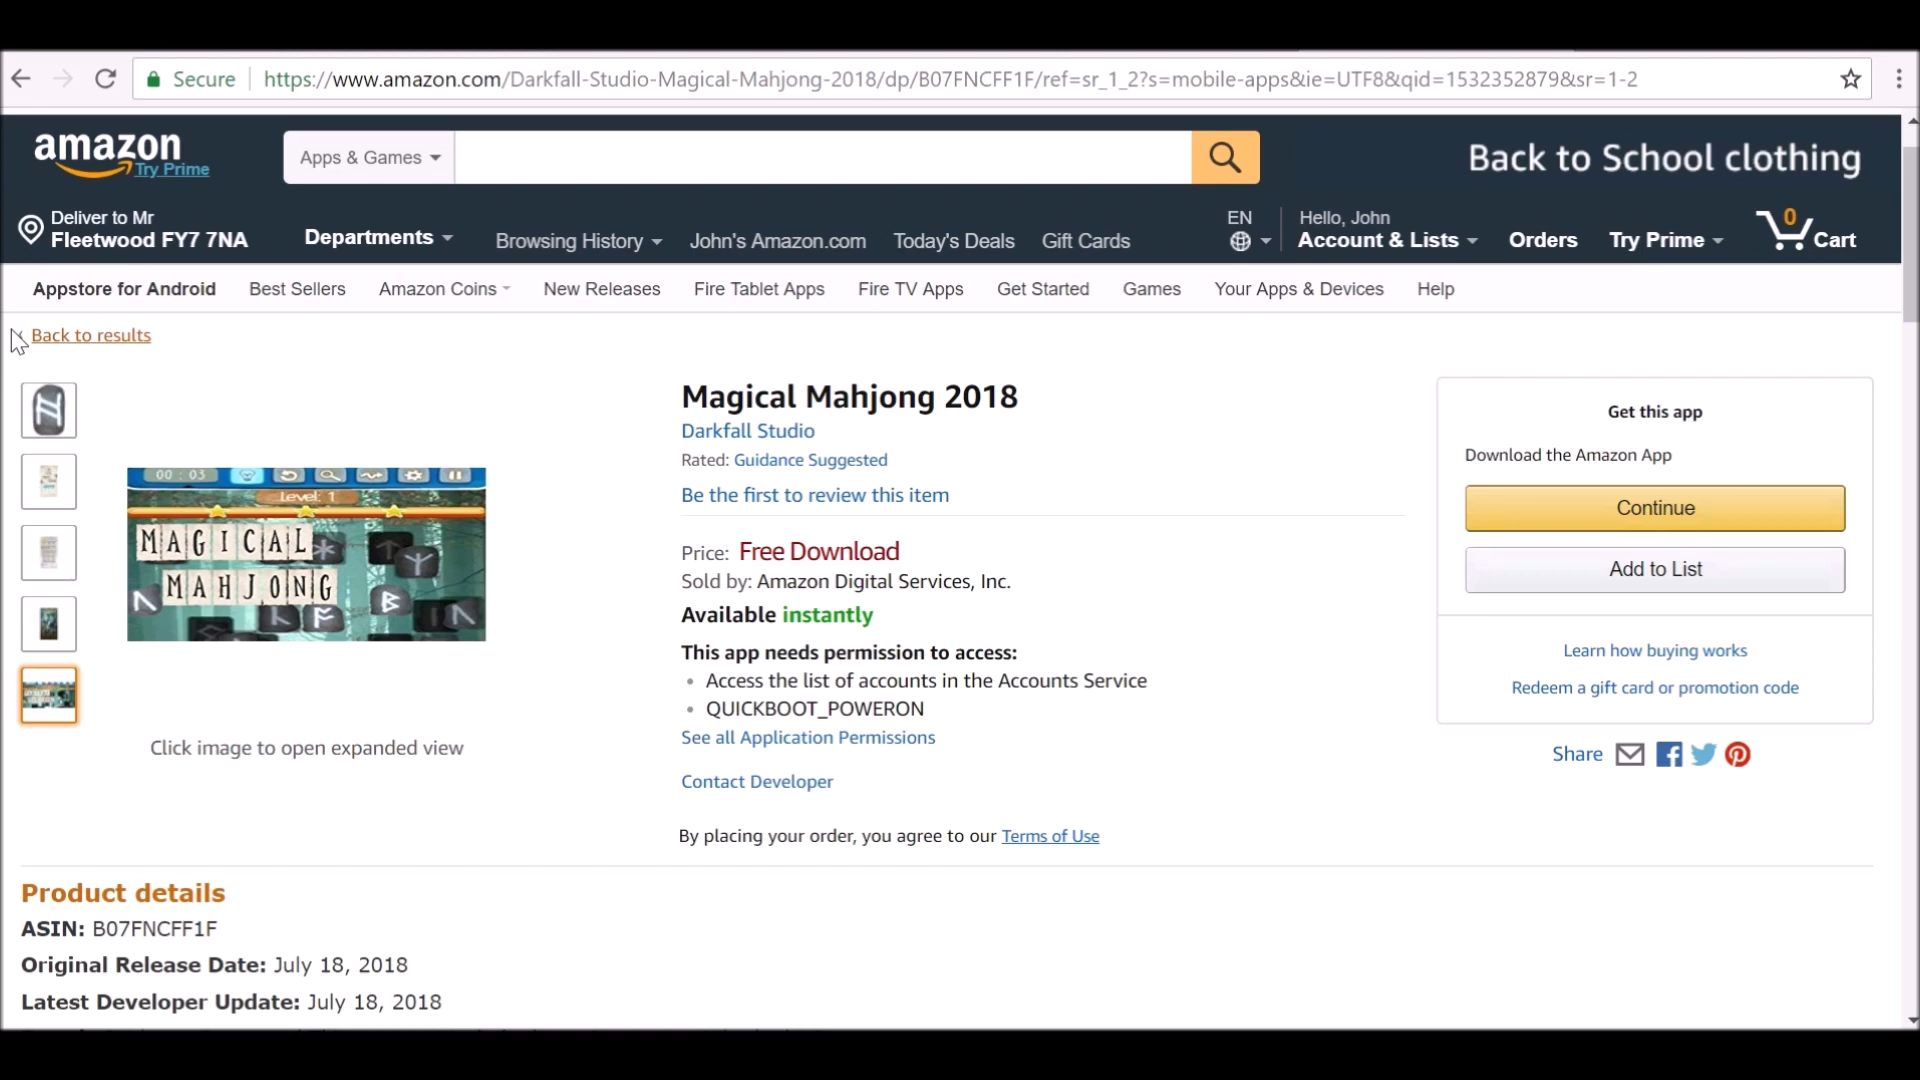 Secure https://www.amazon.com/Darkfall-Studio-Magical-Mahjong-2018/dp/B07FNCFF1F/ref=sr_1_2?s=mobile-apps&ie=UTF8&qid=1532352879&sr=1-2
amazon
Try Prime
Apps & Games
Back to School clothing
Deliver to Mr
Fleetwood FY7 7NA
Departments
Browsing History
John's Amazon.com
Today's Deals
Gift Cards
EN
Hello, John
Account & Lists
Orders
Try Prime
0
Cart
Appstore for Android Best Sellers Amazon Coins New Releases Fire Tablet Apps Fire TV Apps Get Started Games Your Apps & Devices Help
Back to results
00 : 03
Level: 1
MAGICAL
MAHJONG
Click image to open expanded view
Magical Mahjong 2018
Darkfall Studio
Rated: Guidance Suggested
Be the first to review this item
Price: Free Download
Sold by: Amazon Digital Services, Inc.
Available instantly
This app needs permission to access:
• Access the list of accounts in the Accounts Service
• QUICKBOOT_POWERON
See all Application Permissions
Contact Developer
By placing your order, you agree to our Terms of Use
Get this app
Download the Amazon App
Continue
Add to List
Learn how buying works
Redeem a gift card or promotion code
Share
Product details
ASIN: B07FNCFF1F
Original Release Date: July 18, 2018
Latest Developer Update: July 18, 2018